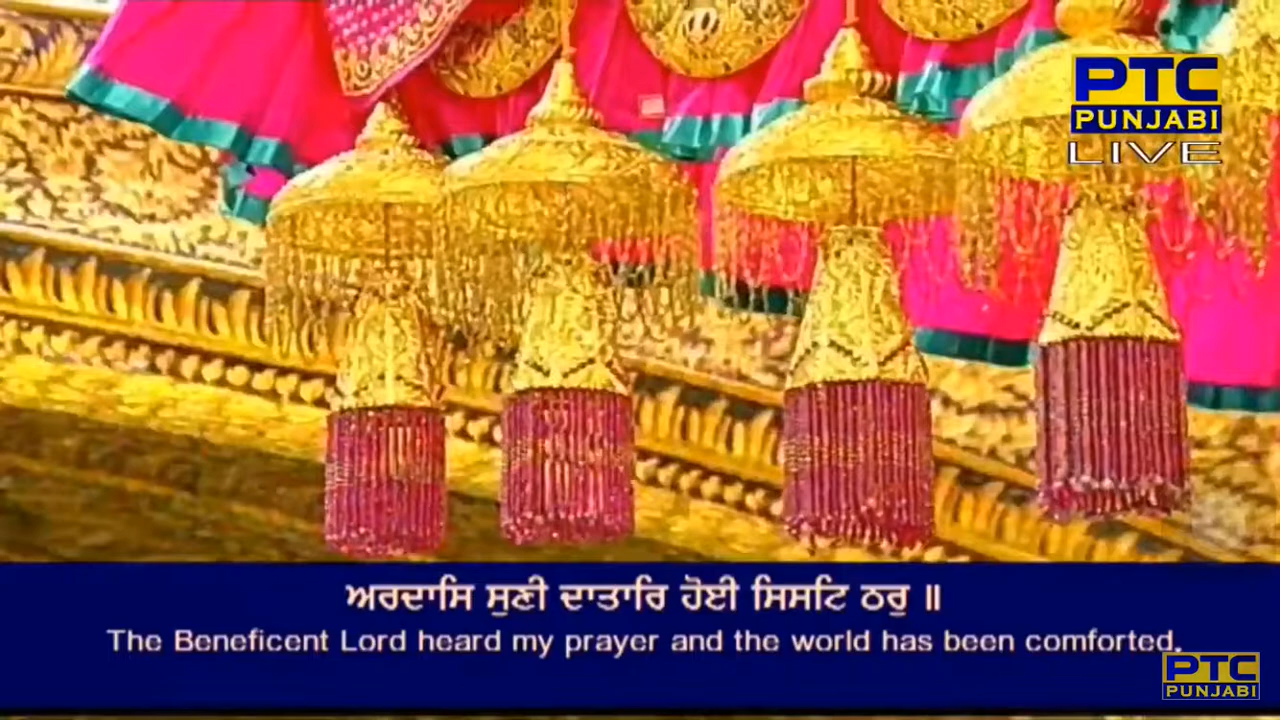 PTC
PUNJABI
LIVE
ਅਰਦਾਸਿ ਸੁਣੀ ਦਾਤਾਰਿ ਹੋਈ ਸਿਸਟਿ ਠਰੁ ॥
The Beneficent Lord heard my prayer and the world has been comforted.
PTC
PUNJABI